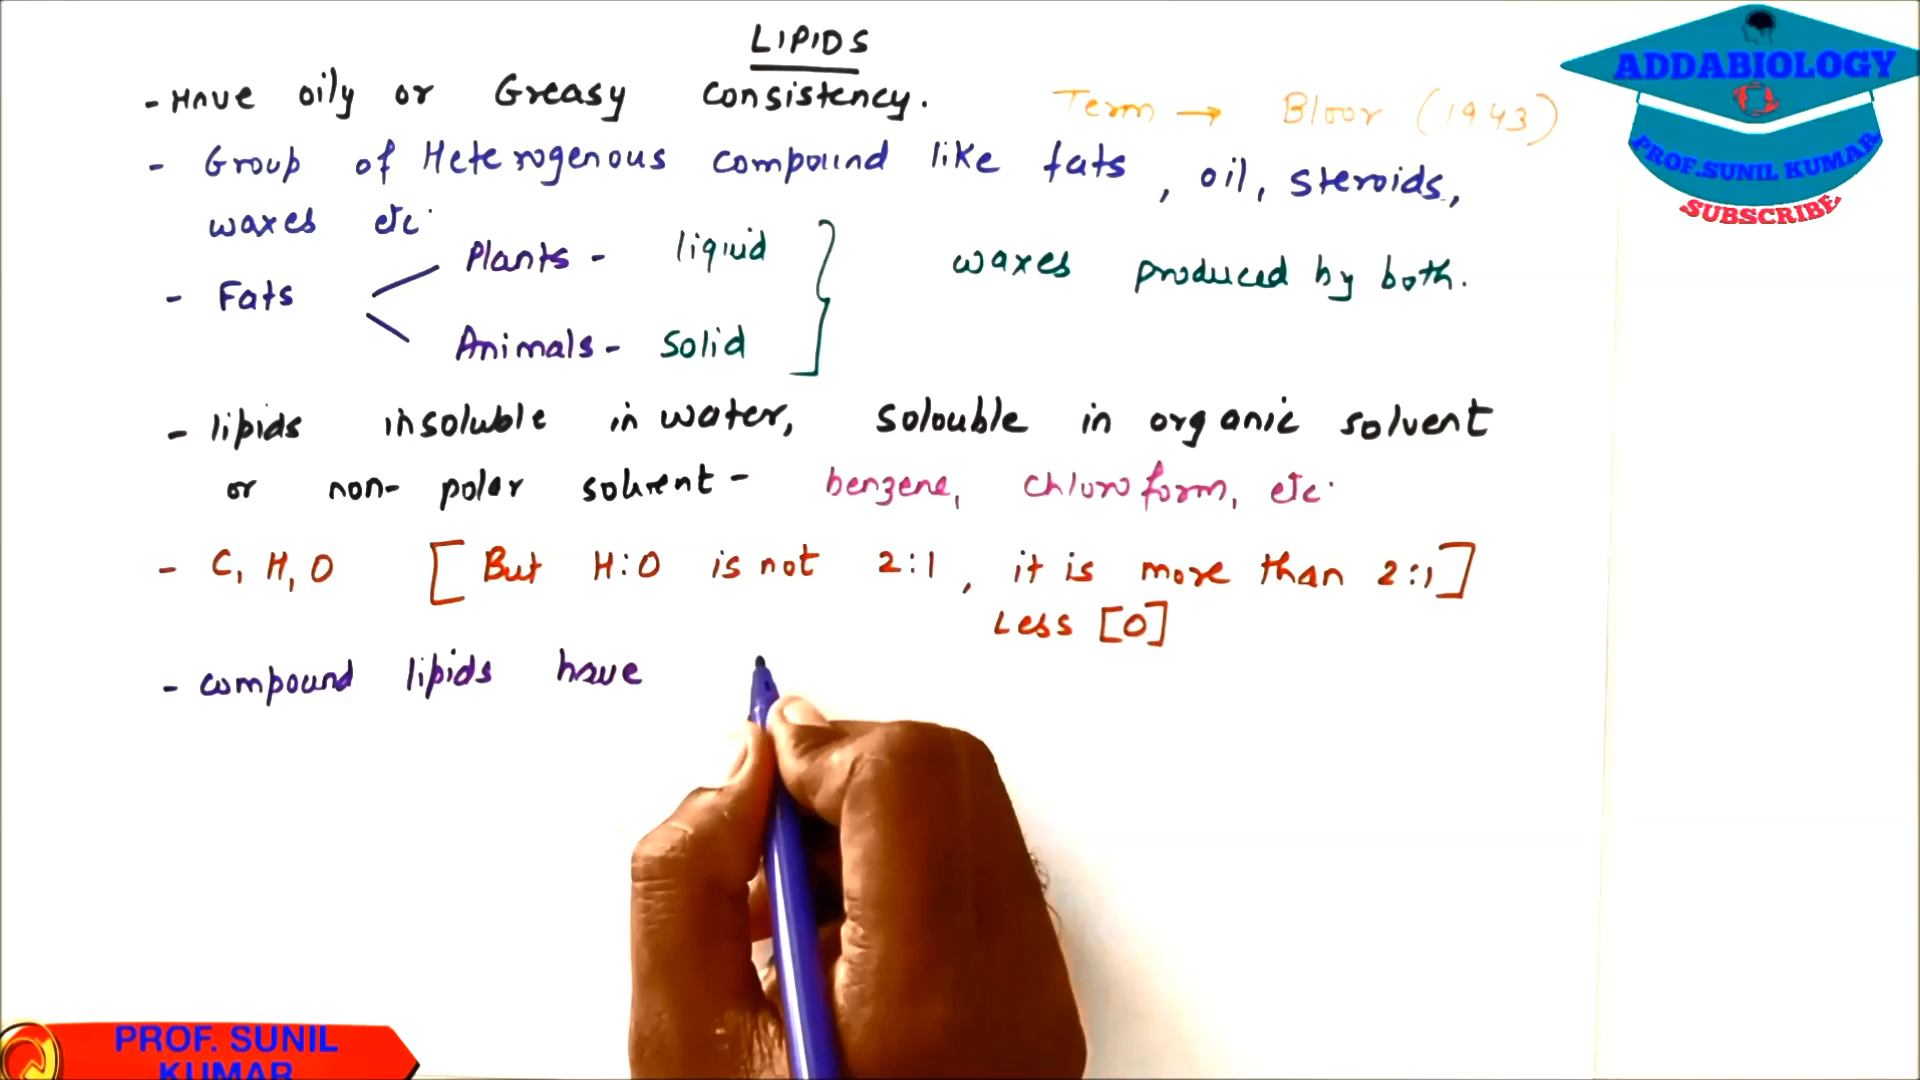 LIPIDS
- Have oily or Greasy consistency.
Term → Bloor (1943)
- Group of Heterogenous compound like fats, oil, steroids,
waxes etc.
- Fats
Plants - liquid
Animals - solid
waxes produced by both.
- lipids insoluble in water, solouble in organic solvent
or non-polar solvent - benzene, chloroform, etc.
- C, H, O [But H:O is not 2:1, it is more than 2:1]
Less [O]
- compound lipids have
ADDABIOLOGY
PROF.SUNIL KUMAR
SUBSCRIBE
PROF. SUNIL
KUMAR